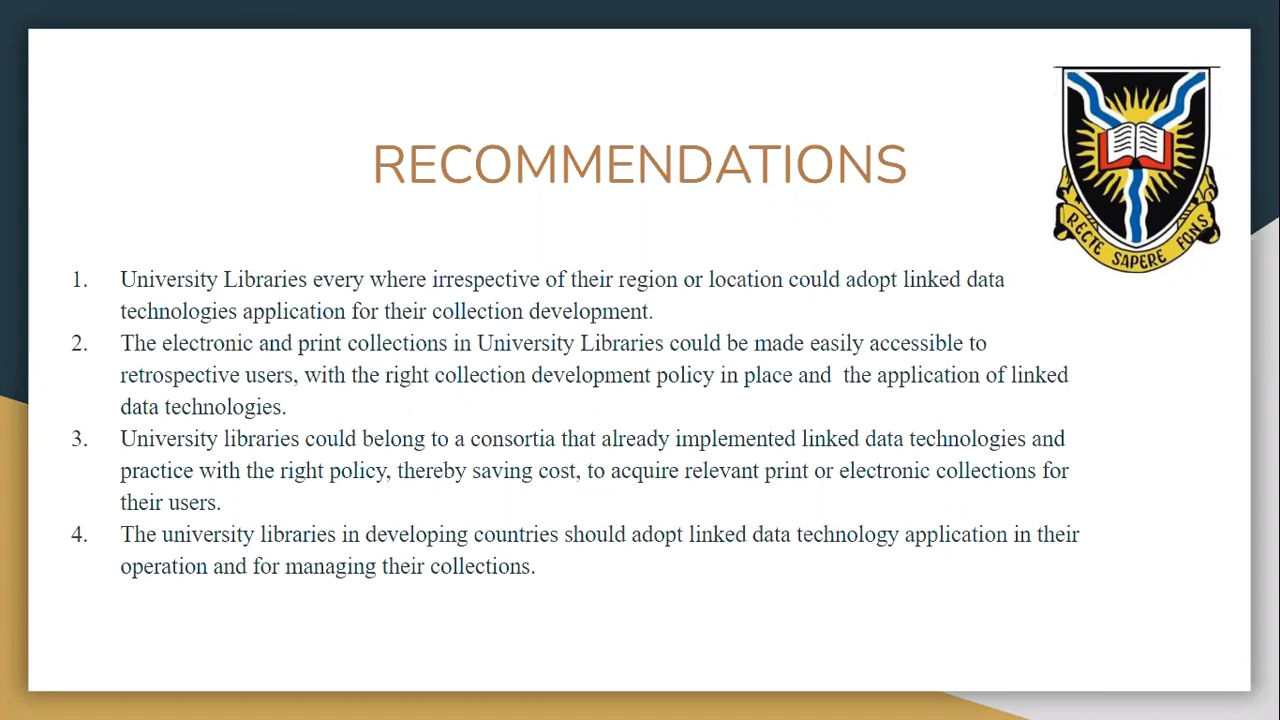 RECOMMENDATIONS
RECTE SAPERE FONS
1. University Libraries every where irrespective of their region or location could adopt linked data
technologies application for their collection development.
2. The electronic and print collections in University Libraries could be made easily accessible to
retrospective users, with the right collection development policy in place and  the application of linked
data technologies.
3. University libraries could belong to a consortia that already implemented linked data technologies and
practice with the right policy, thereby saving cost, to acquire relevant print or electronic collections for
their users.
4. The university libraries in developing countries should adopt linked data technology application in their
operation and for managing their collections.